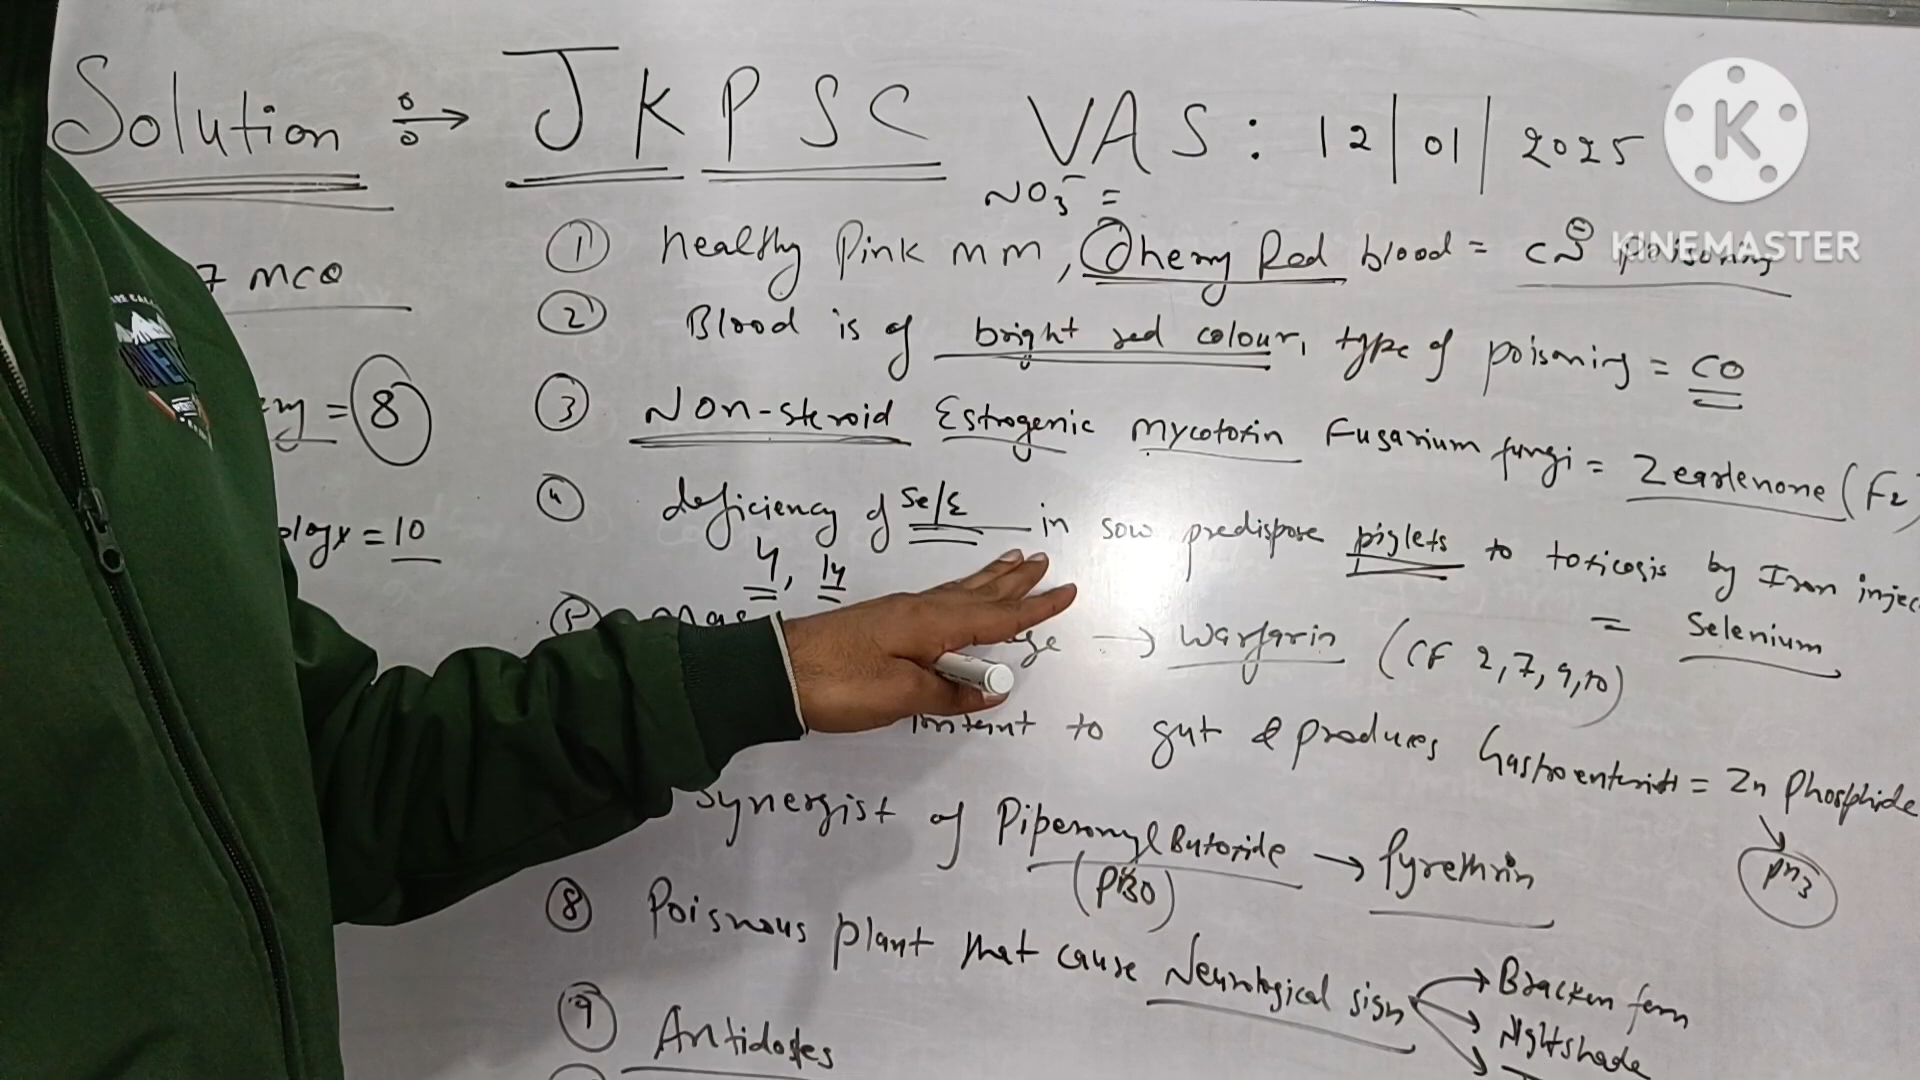 Solution ÷→ JKPSC VAS: 12/01/2025
NO3- =
7 MCQ
① healthy Pink mm, Cherry Red blood = CN- poisoning
KINEMASTER
② Blood is of bright red colour, type of poisoning = CO
= 8
③ Non-steroid Estrogenic Mycotoxin Fusarium fungi = Zearlenone (F2)
④ deficiency of Se/E in sow predispose piglets to toxicosis by Iron injec
= Selenium
4, 14
= 10
⑤ → Warfarin (CF 2,7,9,10)
to gut & produces Gastroenteritis = Zn Phosphide
PH3
Synergist of Piperonyl Butoxide → Pyrethrin
(PBO)
⑧ Poisnous plant that cause Neurological sign → Bracken fern
→ Nightshade
⑨ Antidotes